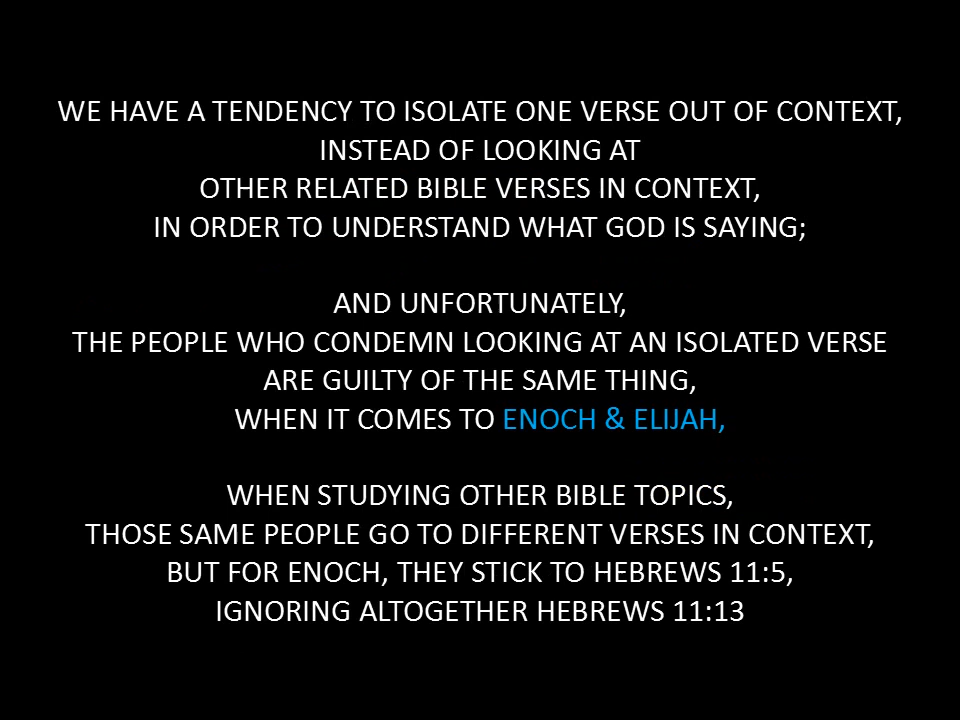 WE HAVE A TENDENCY TO ISOLATE ONE VERSE OUT OF CONTEXT,
INSTEAD OF LOOKING AT
OTHER RELATED BIBLE VERSES IN CONTEXT,
IN ORDER TO UNDERSTAND WHAT GOD IS SAYING;
AND UNFORTUNATELY,
THE PEOPLE WHO CONDEMN LOOKING AT AN ISOLATED VERSE
ARE GUILTY OF THE SAME THING,
WHEN IT COMES TO ENOCH & ELIJAH,
WHEN STUDYING OTHER BIBLE TOPICS,
THOSE SAME PEOPLE GO TO DIFFERENT VERSES IN CONTEXT,
BUT FOR ENOCH, THEY STICK TO HEBREWS 11:5,
IGNORING ALTOGETHER HEBREWS 11:13